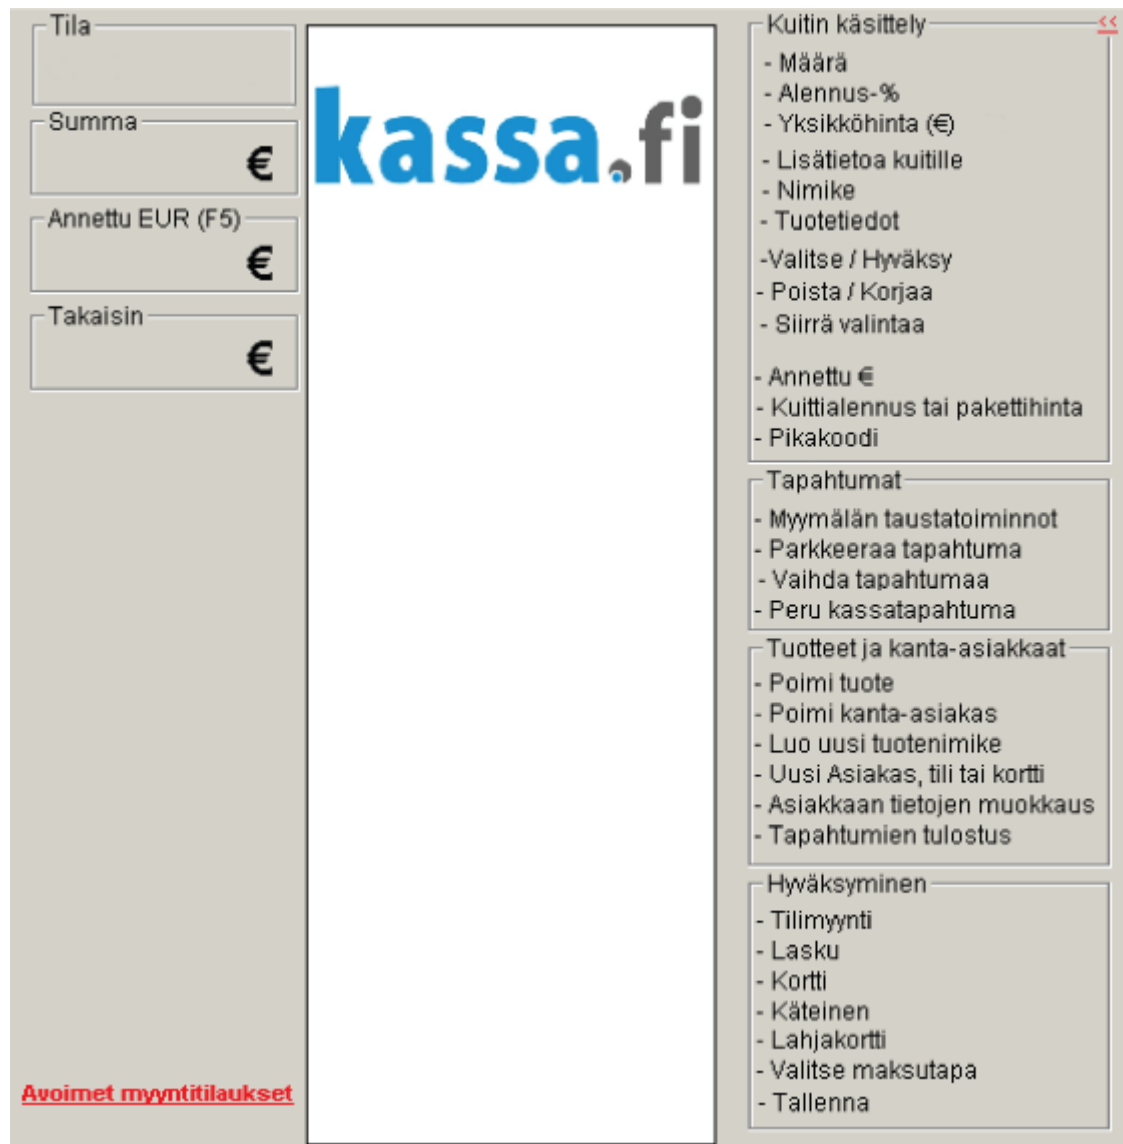 Tila
Summa
€
Annettu EUR (F5)
€
Takaisin
€
Avoimet myyntitilaukset
kassa.fi
Kuitin käsittely
<<
- Määrä
- Alennus-%
- Yksikköhinta (€)
- Lisätietoa kuitille
- Nimike
- Tuotetiedot
-Valitse / Hyväksy
- Poista / Korjaa
- Siirrä valintaa
- Annettu €
- Kuittialennus tai pakettihinta
- Pikakoodi
Tapahtumat
- Myymälän taustatoiminnot
- Parkkeeraa tapahtuma
- Vaihda tapahtumaa
- Peru kassatapahtuma
Tuotteet ja kanta-asiakkaat
- Poimi tuote
- Poimi kanta-asiakas
- Luo uusi tuotenimike
- Uusi Asiakas, tili tai kortti
- Asiakkaan tietojen muokkaus
- Tapahtumien tulostus
Hyväksyminen
- Tilimyynti
- Lasku
- Kortti
- Käteinen
- Lahjakortti
- Valitse maksutapa
- Tallenna